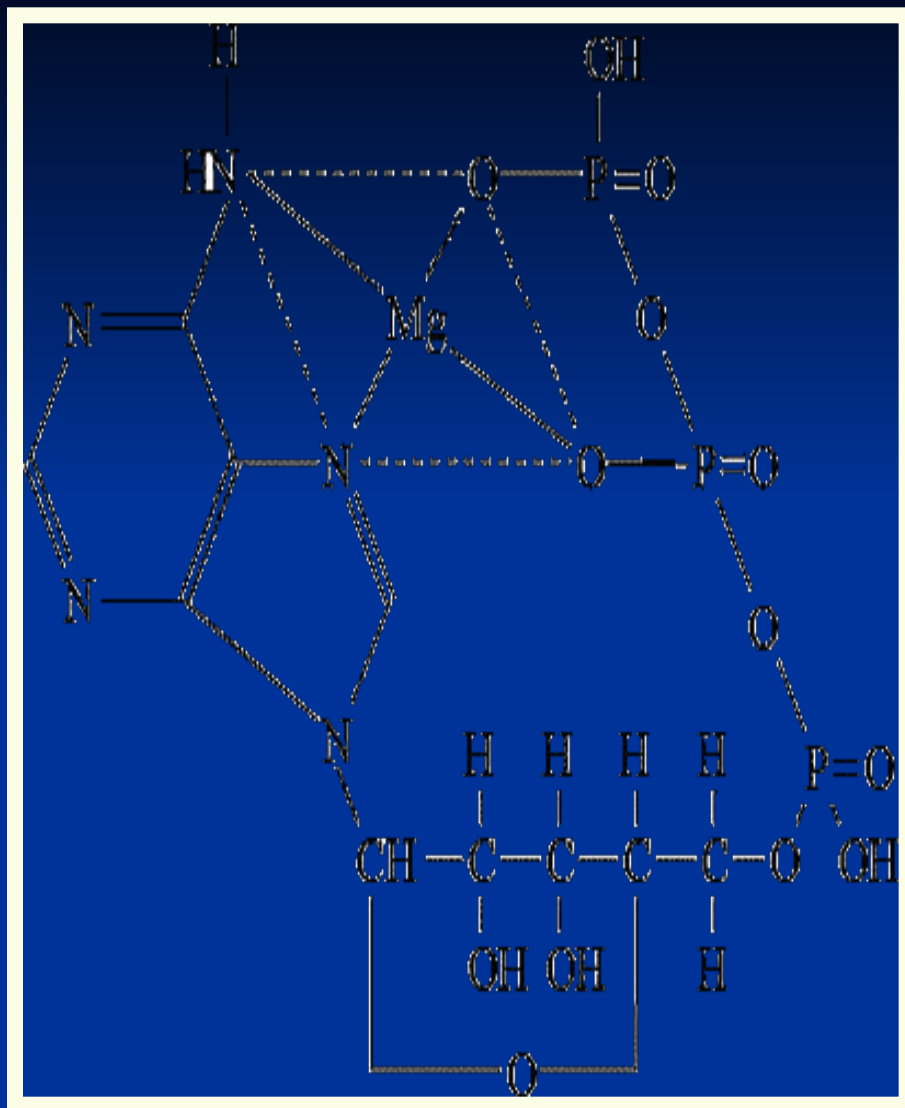 H OH
HN O P=O
N Mg O
N O P=O
N O
N H H H H P=O
CH C C C C O OH
OH OH H
O